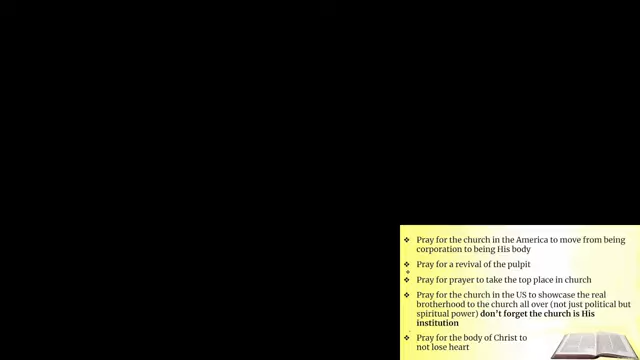 ❖ Pray for the church in the America to move from being
corporation to being His body
❖ Pray for a revival of the pulpit
❖
❖ Pray for prayer to take the top place in church
❖ Pray for the church in the US to showcase the real
brotherhood to the church all over (not just political but
spiritual power) don't forget the church is His
institution
❖ Pray for the body of Christ to
not lose heart